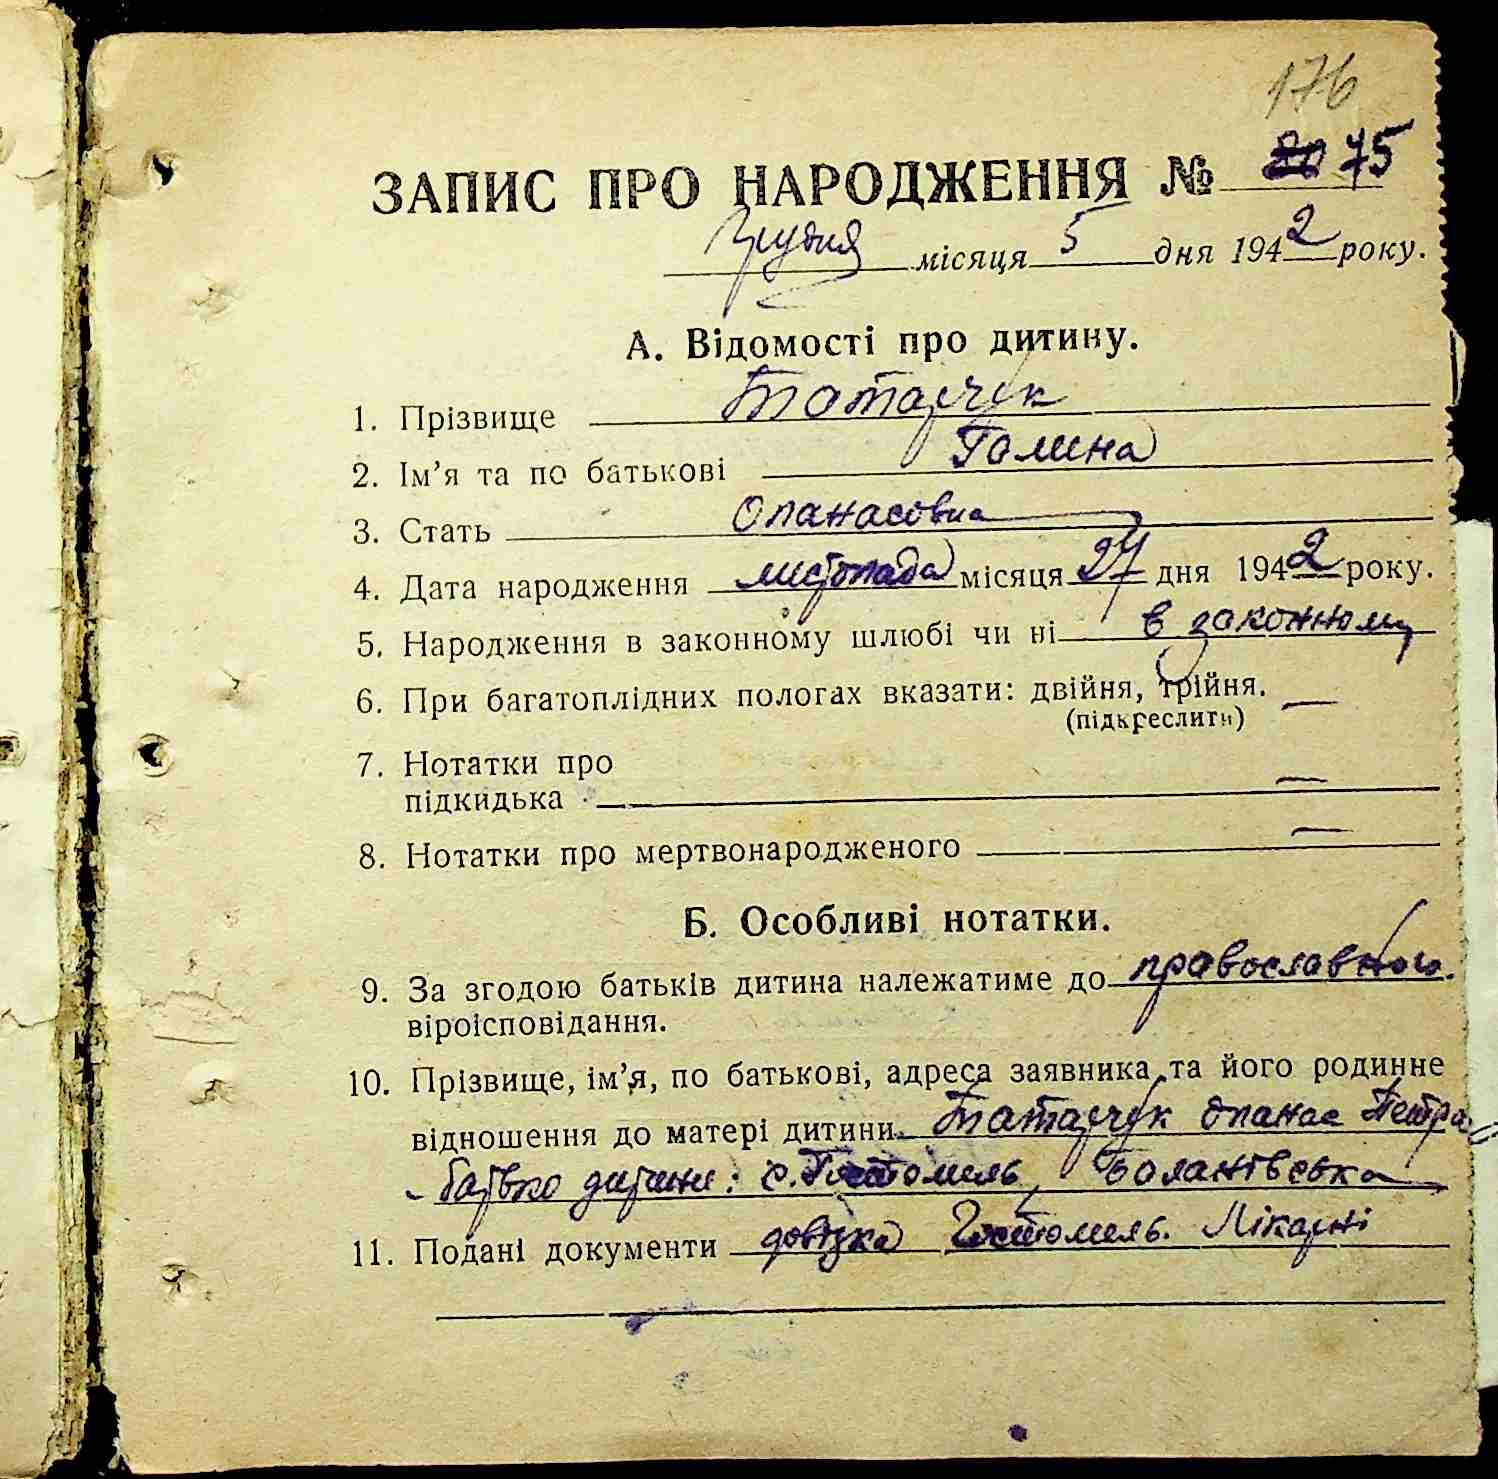 176
ЗАПИС ПРО НАРОДЖЕННЯ № 75
Грудня місяця 5 дня 1942 року.
А. Відомості про дитину.
1. Прізвище Татарчук
2. Ім’я та по батькові Галина
3. Стать Опанасовна
4. Дата народження листопада місяця 27 дня 1942 року.
5. Народження в законному шлюбі чи ні в законному
6. При багатоплідних пологах вказати: двійня, трійня. —
(підкреслити)
7. Нотатки про
підкидька —
8. Нотатки про мертвонародженого —
Б. Особливі нотатки.
9. За згодою батьків дитина належатиме до православного.
віроісповідання.
10. Прізвище, ім’я, по батькові, адреса заявника та його родинне
відношення до матері дитини Татарчук Опанас Петра
- батько дитини: с. Гостомель,
11. Подані документи довізка Гостомель. Лікарні